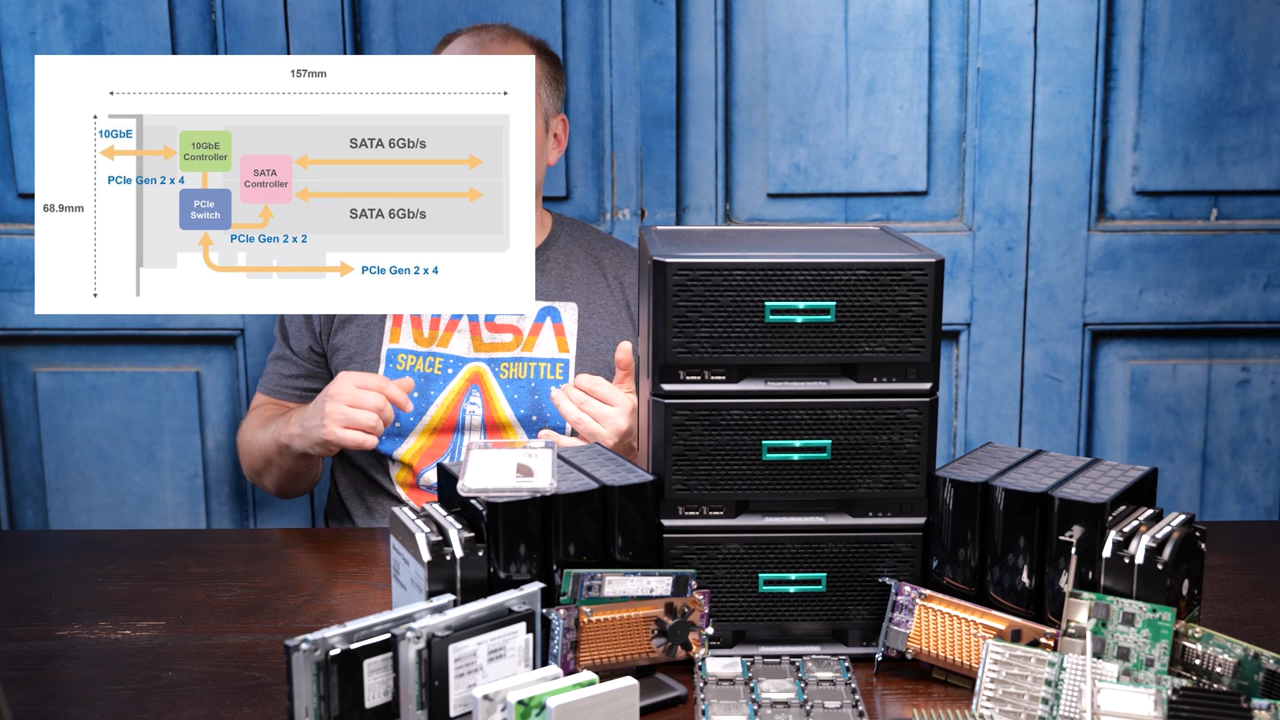 157mm
10GbE
10GbE
Controller
SATA 6Gb/s
SATA
Controller
PCIe Gen 2 x 4
PCIe
Switch
68.9mm
SATA 6Gb/s
PCIe Gen 2 x 2
PCIe Gen 2 x 4
NASA
SPACE SHUTTLE